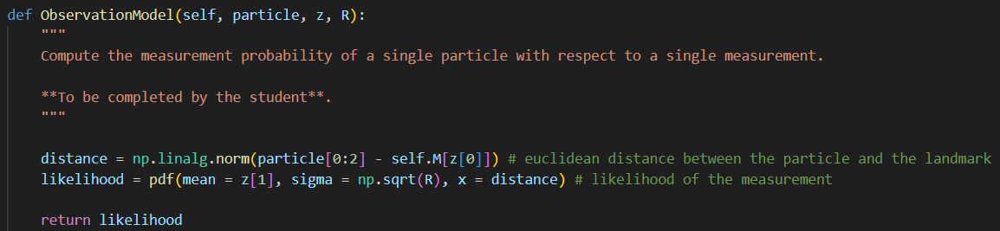 def ObservationModel(self, particle, z, R):
"""
Compute the measurement probability of a single particle with respect to a single measurement.
**To be completed by the student**.
"""
distance = np.linalg.norm(particle[0:2] - self.M[z[0]]) # euclidean distance between the particle and the landmark
likelihood = pdf(mean = z[1], sigma = np.sqrt(R), x = distance) # likelihood of the measurement
return likelihood